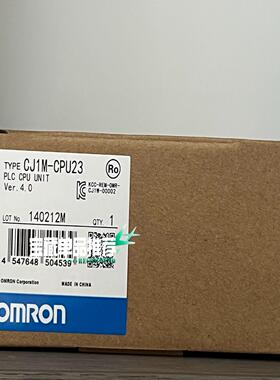 TYPE CJ1M-CPU23
PLC CPU UNIT
Ver. 4.0
Ro
KCC-REM-OMR-
CJ1M-00002
LOT No 140212M QTY. 1
4 547648 504539
OMRON Corporation MADE IN CHINA
OMRON